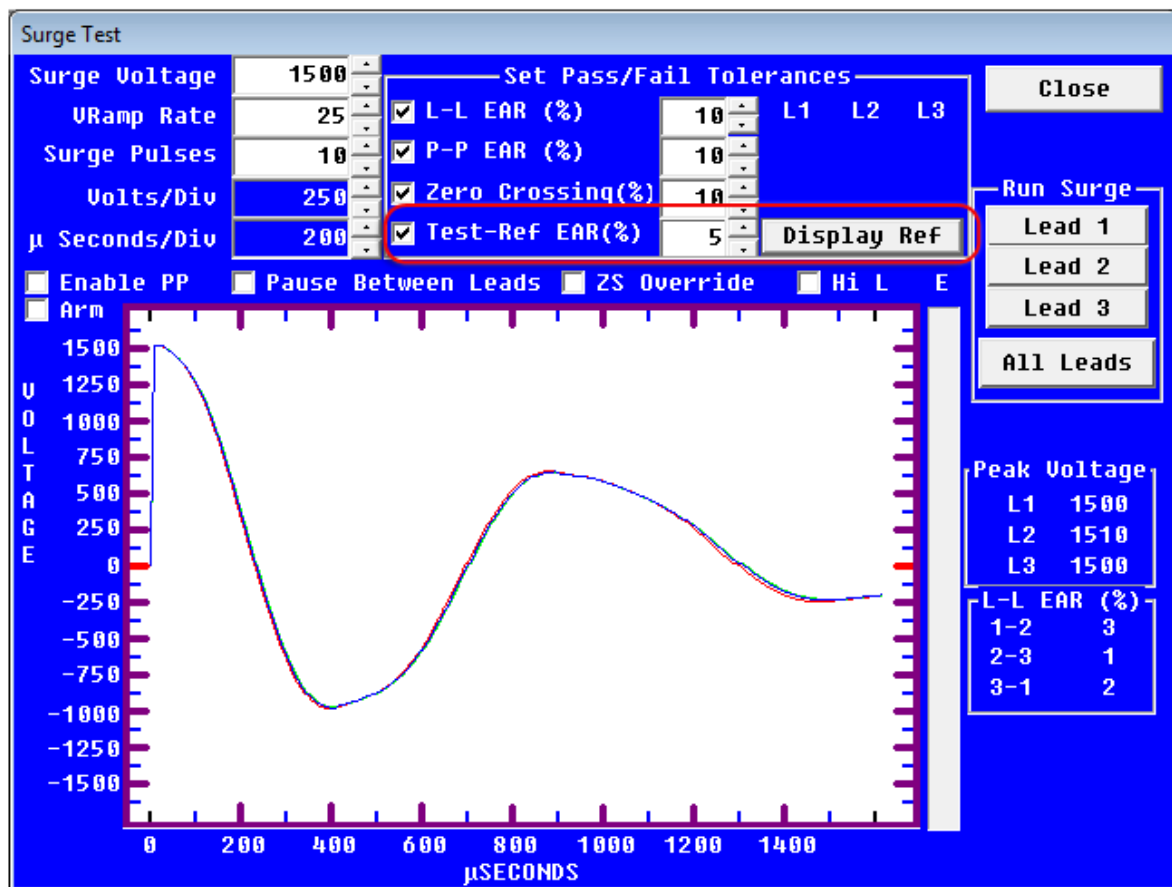 Surge Test
Surge Voltage 1500
VRamp Rate 25
Surge Pulses 10
Volts/Div 250
µ Seconds/Div 200
Set Pass/Fail Tolerances
L-L EAR (%) 10 L1 L2 L3
P-P EAR (%) 10
Zero Crossing(%) 10
Test-Ref EAR(%) 5 Display Ref
Close
Run Surge
Lead 1
Lead 2
Lead 3
All Leads
Enable PP Pause Between Leads ZS Override Hi L E
Arm
VOLTAGE
1500
1250
1000
750
500
250
0
-250
-500
-750
-1000
-1250
-1500
0 200 400 600 800 1000 1200 1400
µSECONDS
Peak Voltage
L1 1500
L2 1510
L3 1500
L-L EAR (%)
1-2 3
2-3 1
3-1 2